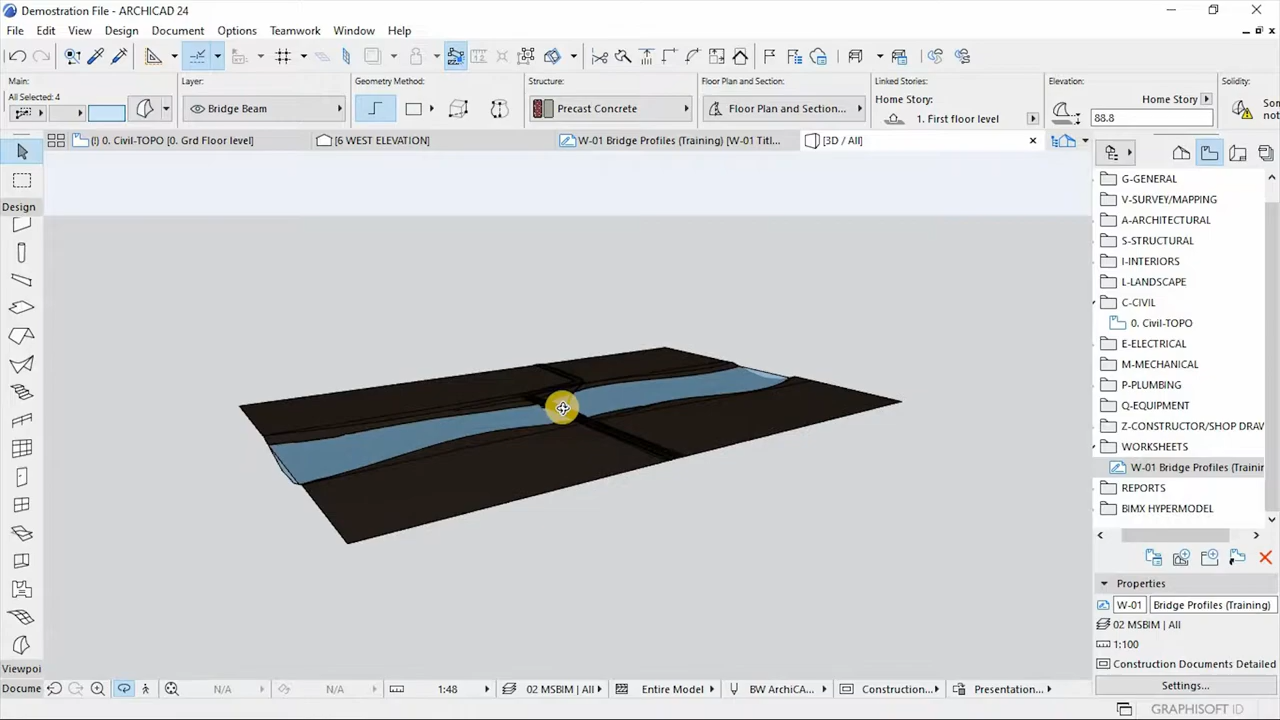 Demostration File - ARCHICAD 24
File Edit View Design Document Options Teamwork Window Help
Main: Layer: Geometry Method: Structure: Floor Plan and Section: Linked Stories: Elevation: Solidity:
All Selected: 4
Bridge Beam
Precast Concrete
Floor Plan and Section...
Home Story:
1. First floor level
Home Story
88.8
(!) 0. Civil-TOPO [0. Grd Floor level]
[6 WEST ELEVATION]
W-01 Bridge Profiles (Training) [W-01 Titl...
[3D / All]
Design
G-GENERAL
V-SURVEY/MAPPING
A-ARCHITECTURAL
S-STRUCTURAL
I-INTERIORS
L-LANDSCAPE
C-CIVIL
0. Civil-TOPO
E-ELECTRICAL
M-MECHANICAL
P-PLUMBING
Q-EQUIPMENT
Z-CONSTRUCTOR/SHOP DRAW
WORKSHEETS
W-01 Bridge Profiles (Trainin
REPORTS
BIMX HYPERMODEL
Properties
W-01 Bridge Profiles (Training)
02 MSBIM | All
1:100
Construction Documents Detailed
Settings...
Viewpoi
Docume
N/A N/A 1:48 02 MSBIM | All Entire Model BW ArchiCA... Construction... Presentation...
GRAPHISOFT ID